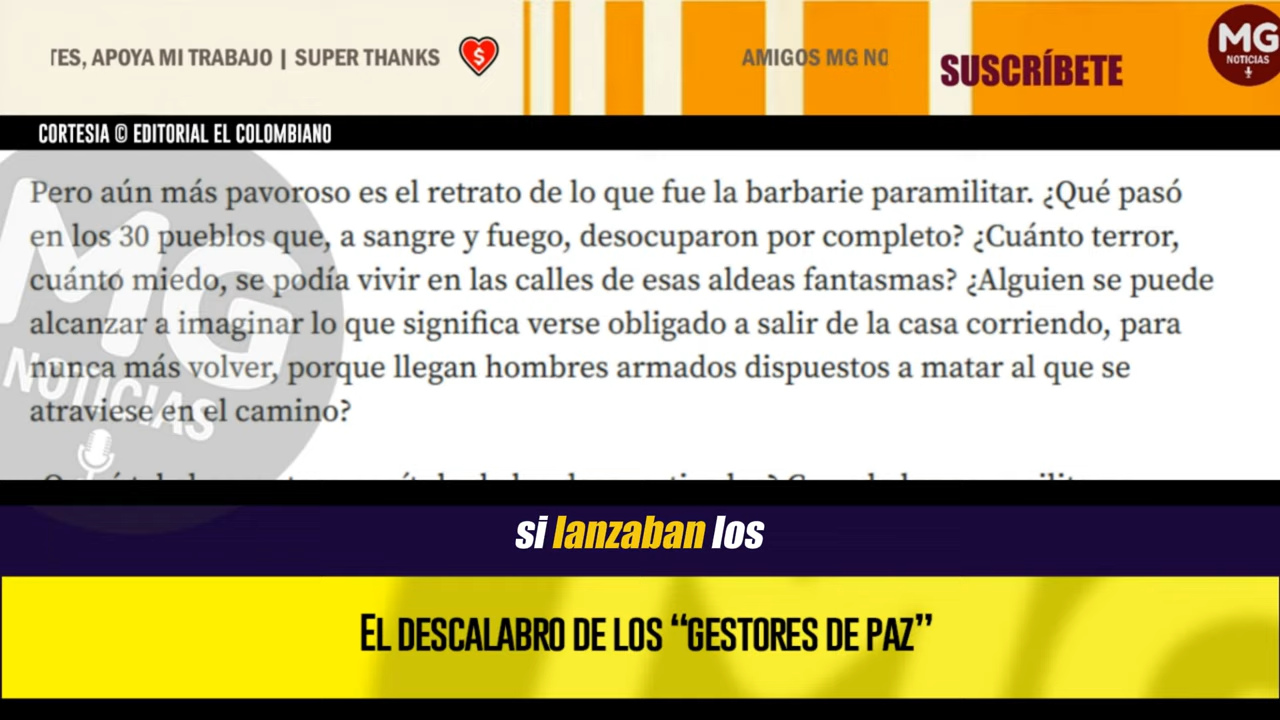 TES, APOYA MI TRABAJO | SUPER THANKS
AMIGOS MG NO
SUSCRÍBETE
MG
NOTICIAS
CORTESIA © EDITORIAL EL COLOMBIANO
Pero aún más pavoroso es el retrato de lo que fue la barbarie paramilitar. ¿Qué pasó
en los 30 pueblos que, a sangre y fuego, desocuparon por completo? ¿Cuánto terror,
cuánto miedo, se podía vivir en las calles de esas aldeas fantasmas? ¿Alguien se puede
alcanzar a imaginar lo que significa verse obligado a salir de la casa corriendo, para
nunca más volver, porque llegan hombres armados dispuestos a matar al que se
atraviese en el camino?
MG
NOTICIAS
si lanzaban los
EL DESCALABRO DE LOS “GESTORES DE PAZ”